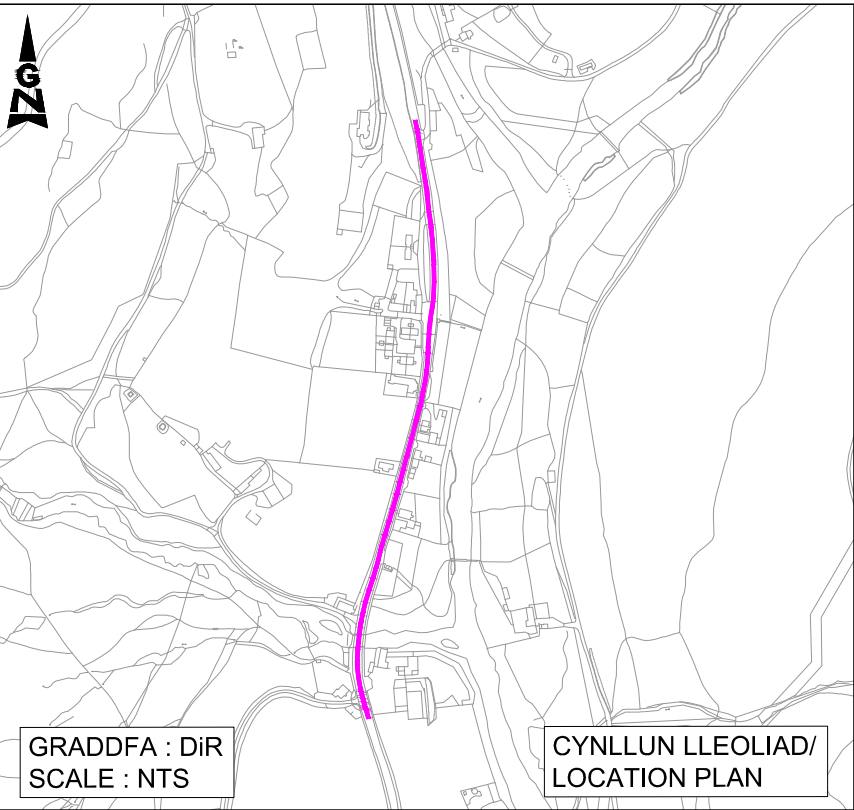 G
N
GRADDFA : DiR
SCALE : NTS
CYNLLUN LLEOLIAD/
LOCATION PLAN